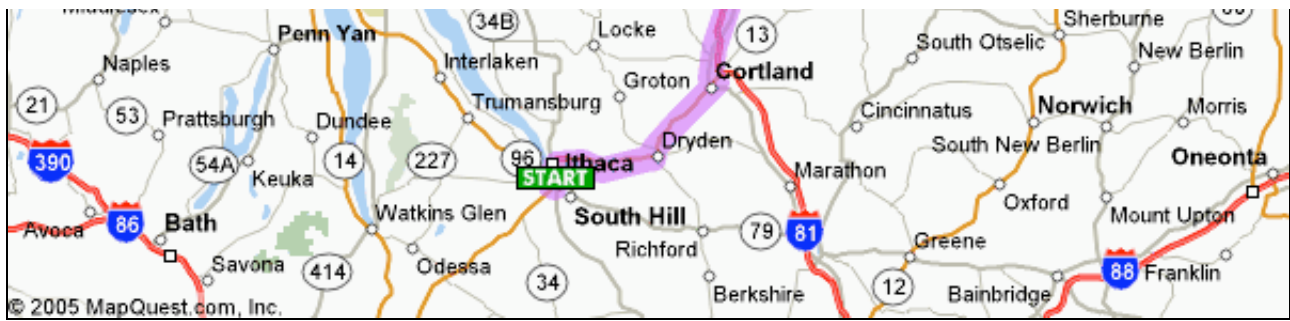 Middlesex
34B
Locke
13
Sherburne
Penn Yan
South Otselic
New Berlin
Naples
Interlaken
Groton
Cortland
21
53
Trumansburg
Cincinnatus
Norwich
Morris
Prattsburgh
Dundee
South New Berlin
390
54A
14
227
96
Ithaca
Dryden
Oneonta
Keuka
START
Marathon
Avoca
86
Bath
Watkins Glen
South Hill
79
81
Oxford
Mount Upton
Richford
Greene
Savona
414
Odessa
34
Berkshire
12
Bainbridge
88
Franklin
© 2005 MapQuest.com, Inc.